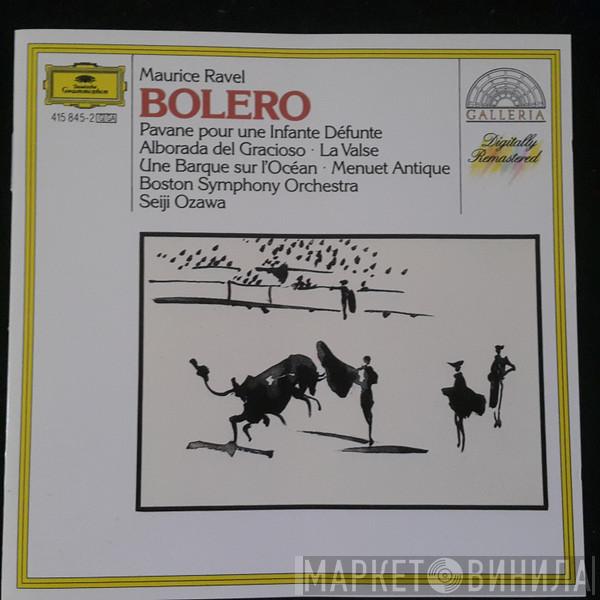 Deutsche
Grammophon
415 845-2 GEGA
Maurice Ravel
BOLERO
Pavane pour une Infante Défunte
Alborada del Gracioso · La Valse
Une Barque sur l'Océan · Menuet Antique
Boston Symphony Orchestra
Seiji Ozawa
GALLERIA
Digitally
Remastered
МАРКЕТ ВИНИЛА